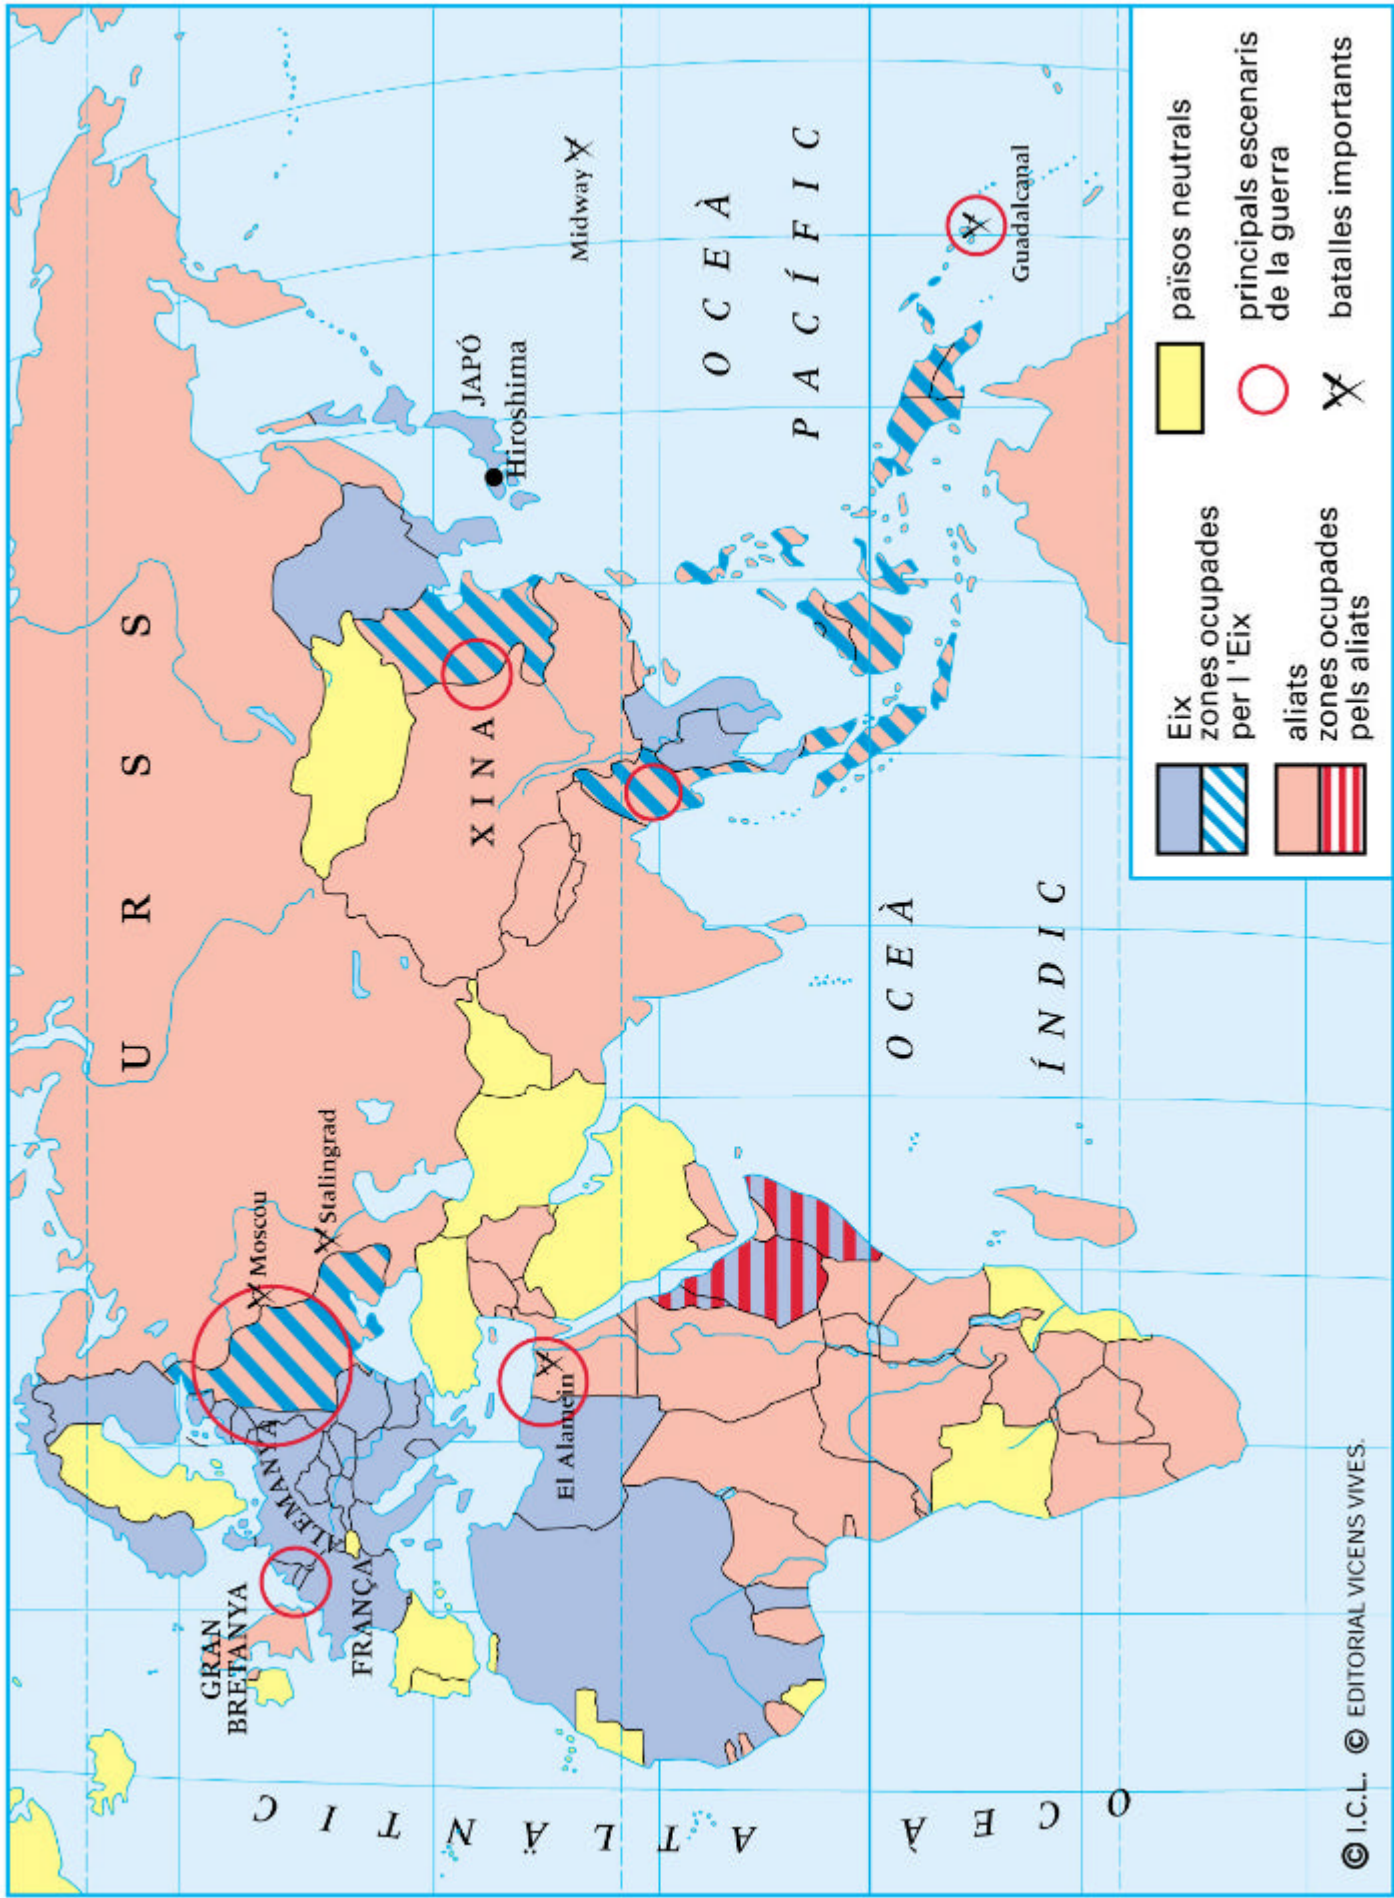 U R S S
Moscou
Stalingrad
GRAN
BRETANYA
ALEMANYA
FRANÇA
XINA
JAPÓ
Hiroshima
Midway
El Alamein
OCEÀ
PACÍFIC
Guadalcanal
OCEÀ
ÍNDIC
OCEÀ ATLÀNTIC
Eix
zones ocupades
per l'Eix
aliats
zones ocupades
pels aliats
països neutrals
principals escenaris
de la guerra
batalles importants
© I.C.L. © EDITORIAL VICENS VIVES.